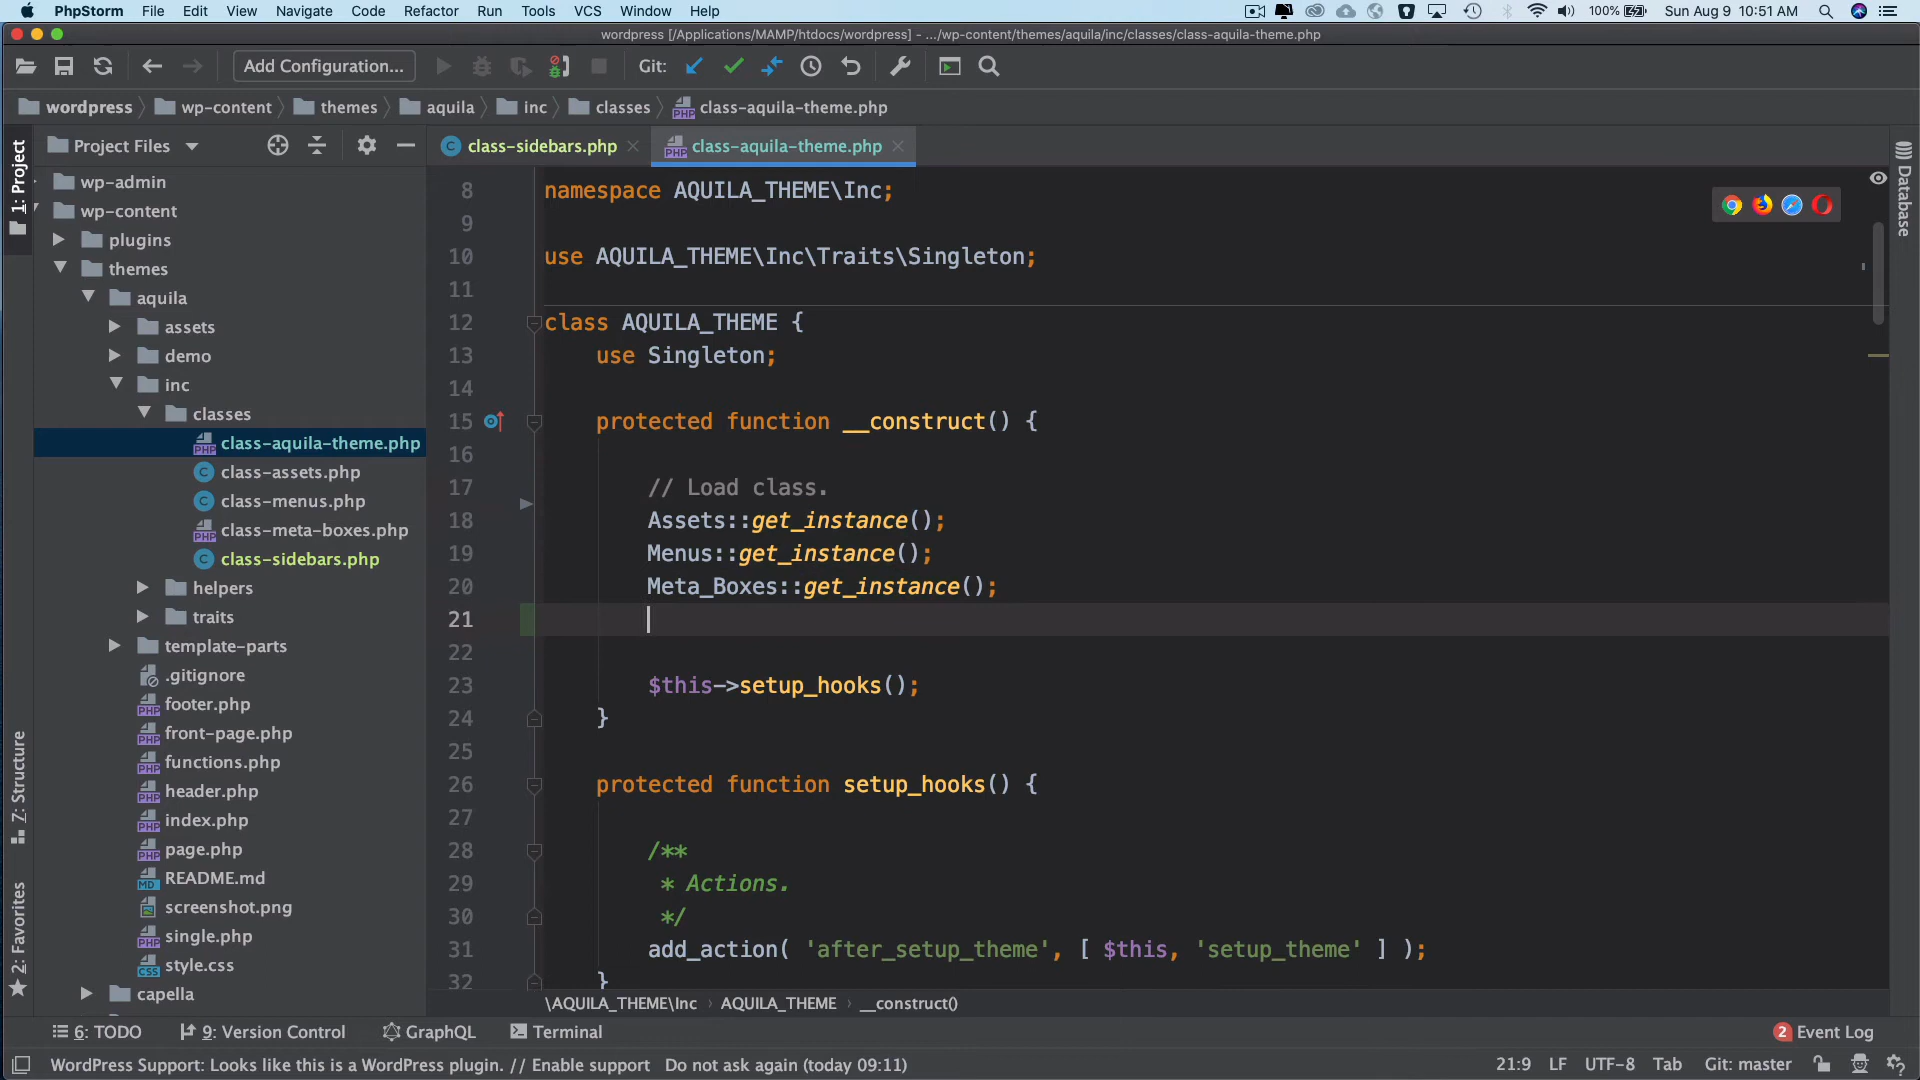 PhpStorm File Edit View Navigate Code Refactor Run Tools VCS Window Help 100% Sun Aug 9 10:51 AM
wordpress [/Applications/MAMP/htdocs/wordpress] - .../wp-content/themes/aquila/inc/classes/class-aquila-theme.php
Add Configuration... Git:
wordpress wp-content themes aquila inc classes class-aquila-theme.php
Project Files class-sidebars.php class-aquila-theme.php
1: Project
Z: Structure
2: Favorites
Database
wp-admin
wp-content
plugins
themes
aquila
assets
demo
inc
classes
class-aquila-theme.php
class-assets.php
class-menus.php
class-meta-boxes.php
class-sidebars.php
helpers
traits
template-parts
.gitignore
footer.php
front-page.php
functions.php
header.php
index.php
page.php
README.md
screenshot.png
single.php
style.css
capella
8 namespace AQUILA_THEME\Inc;
9
10 use AQUILA_THEME\Inc\Traits\Singleton;
11
12 class AQUILA_THEME {
13 use Singleton;
14
15 protected function __construct() {
16
17 // Load class.
18 Assets::get_instance();
19 Menus::get_instance();
20 Meta_Boxes::get_instance();
21
22
23 $this->setup_hooks();
24 }
25
26 protected function setup_hooks() {
27
28 /**
29 * Actions.
30 */
31 add_action( 'after_setup_theme', [ $this, 'setup_theme' ] );
32 }
\AQUILA_THEME\Inc › AQUILA_THEME › __construct()
6: TODO 9: Version Control GraphQL Terminal 2 Event Log
WordPress Support: Looks like this is a WordPress plugin. // Enable support Do not ask again (today 09:11) 21:9 LF UTF-8 Tab Git: master